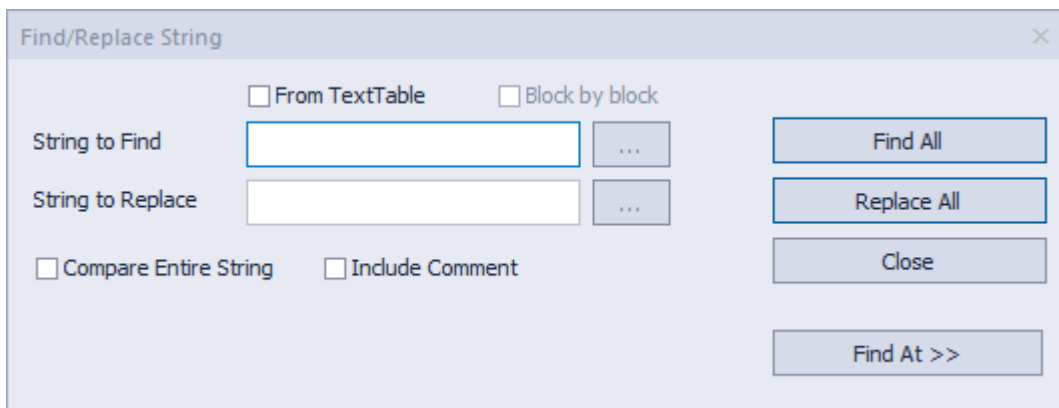 Find/Replace String
From TextTable Block by block
String to Find ... Find All
String to Replace ... Replace All
Compare Entire String Include Comment Close
Find At >>